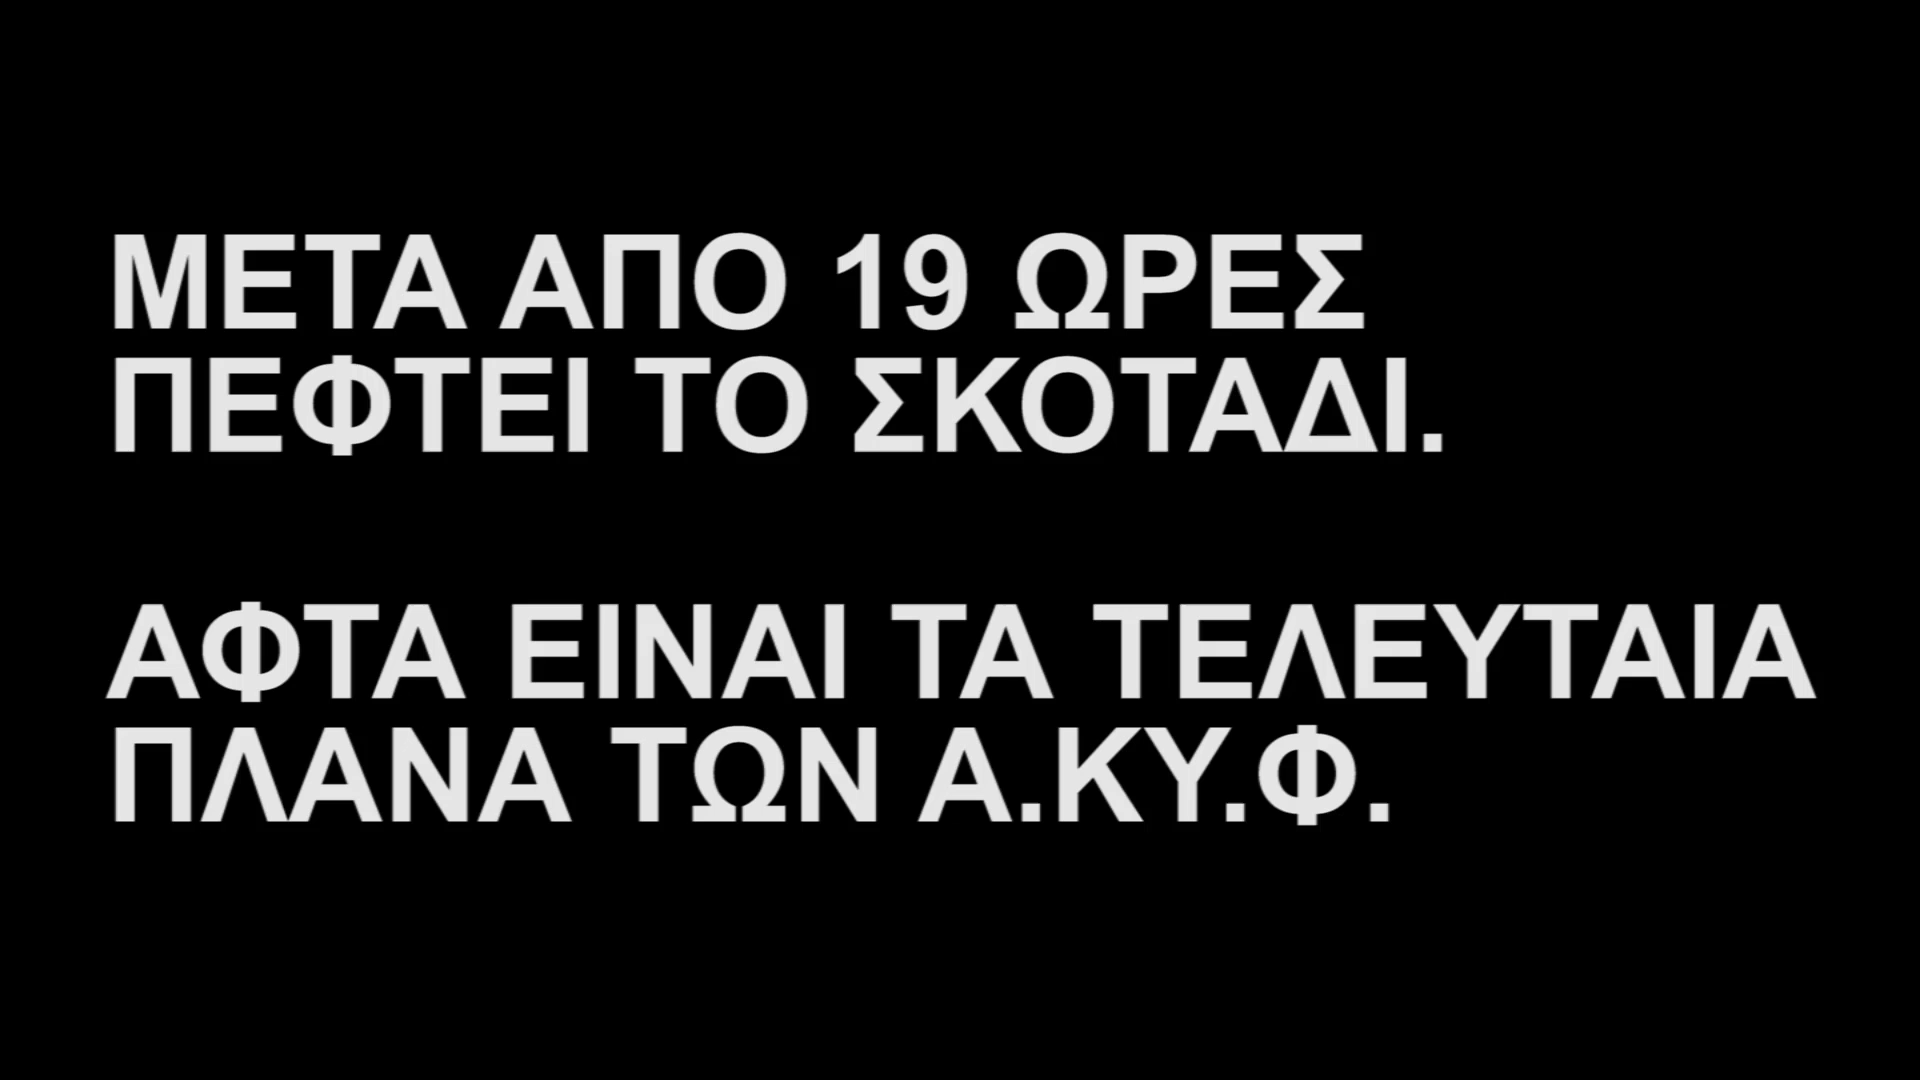 ΜΕΤΑ ΑΠΟ 19 ΩΡΕΣ
ΠΕΦΤΕΙ ΤΟ ΣΚΟΤΑΔΙ.
ΑΦΤΑ ΕΙΝΑΙ ΤΑ ΤΕΛΕΥΤΑΙΑ
ΠΛΑΝΑ ΤΩΝ Α.ΚΥ.Φ.